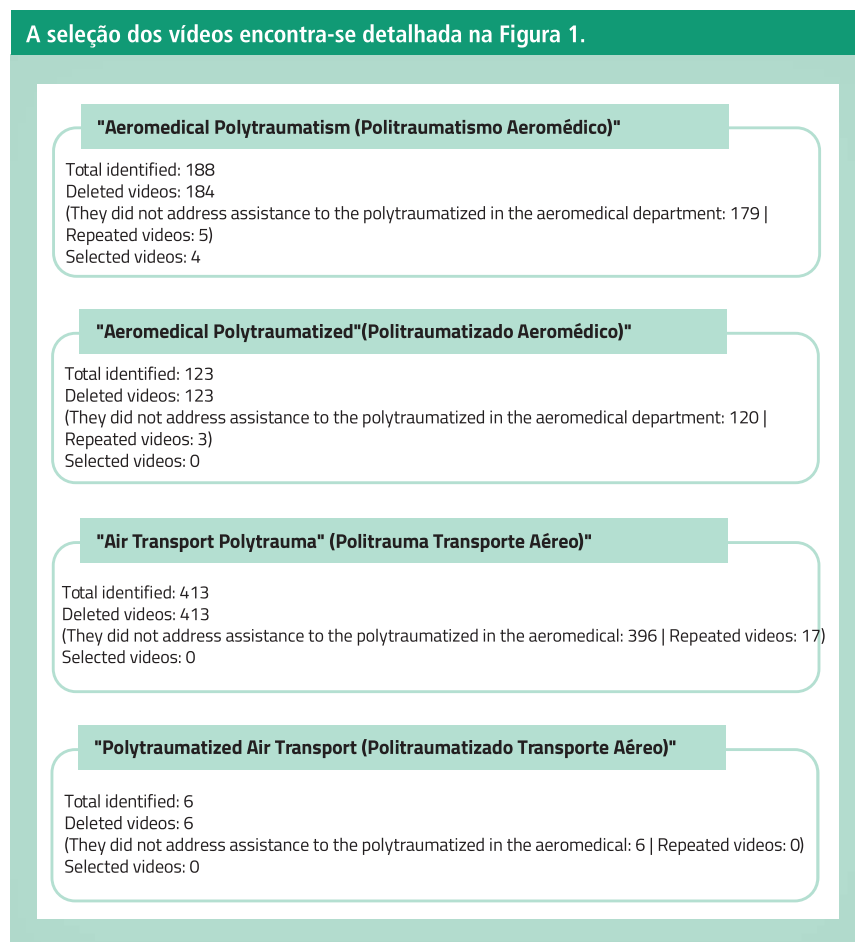 A seleção dos vídeos encontra-se detalhada na Figura 1.
"Aeromedical Polytraumatism (Politraumatismo Aeromédico)"
Total identified: 188
Deleted videos: 184
(They did not address assistance to the polytraumatized in the aeromedical department: 179 |
Repeated videos: 5)
Selected videos: 4
"Aeromedical Polytraumatized"(Politraumatizado Aeromédico)"
Total identified: 123
Deleted videos: 123
(They did not address assistance to the polytraumatized in the aeromedical department: 120 |
Repeated videos: 3)
Selected videos: 0
"Air Transport Polytrauma" (Politrauma Transporte Aéreo)"
Total identified: 413
Deleted videos: 413
(They did not address assistance to the polytraumatized in the aeromedical: 396 | Repeated videos: 17)
Selected videos: 0
"Polytraumatized Air Transport (Politraumatizado Transporte Aéreo)"
Total identified: 6
Deleted videos: 6
(They did not address assistance to the polytraumatized in the aeromedical: 6 | Repeated videos: 0)
Selected videos: 0